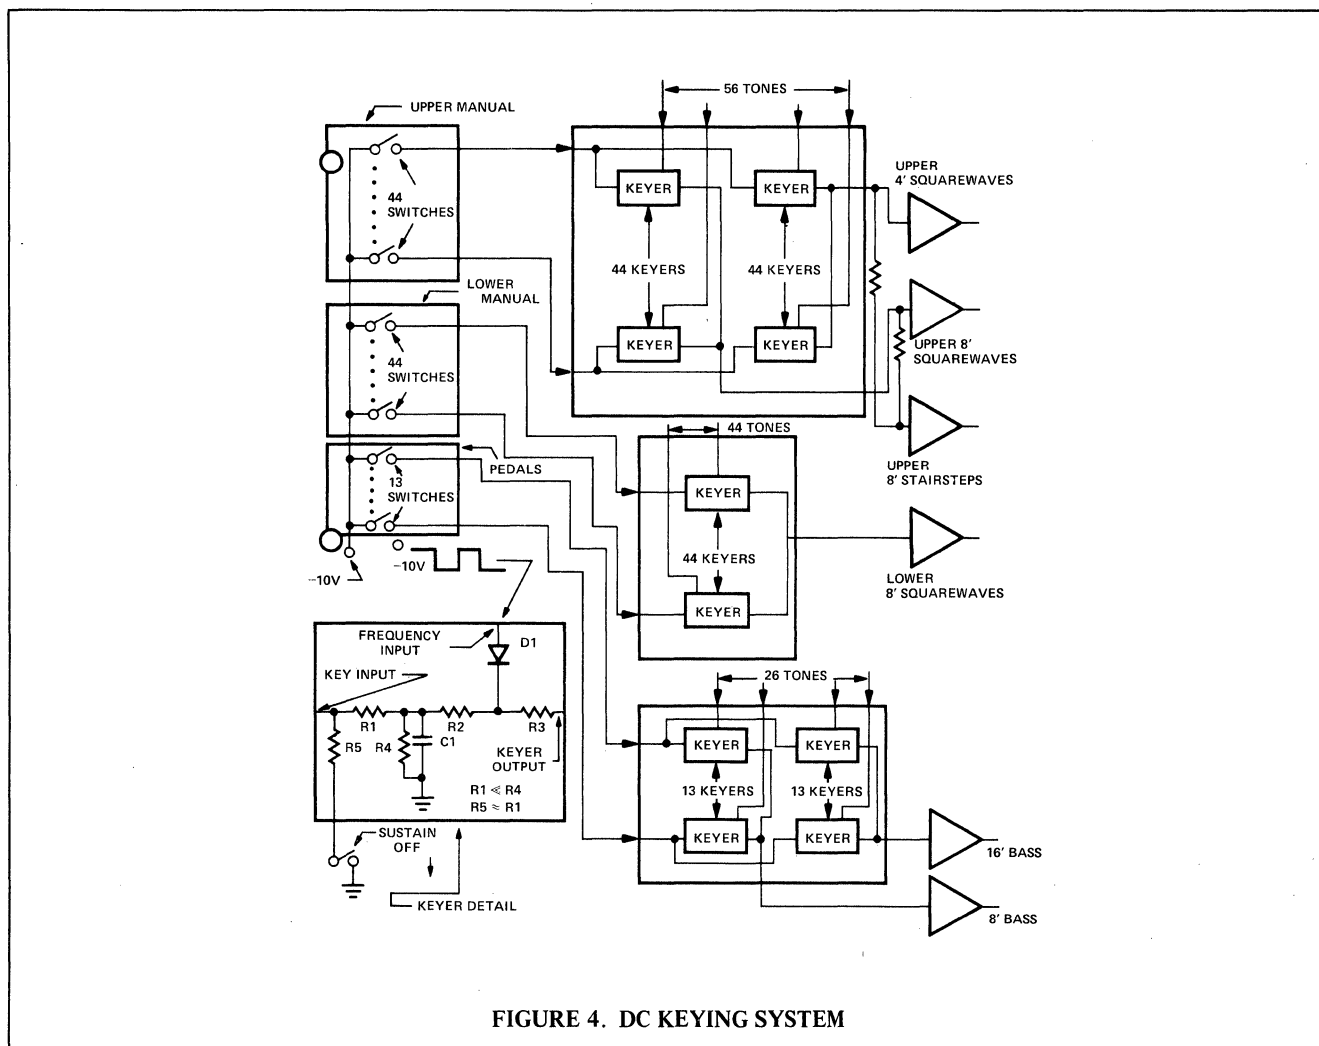 56 TONES
UPPER MANUAL
44
SWITCHES
KEYER
KEYER
44 KEYERS
44 KEYERS
KEYER
KEYER
UPPER
4' SQUAREWAVES
UPPER 8'
SQUAREWAVES
UPPER
8' STAIRSTEPS
LOWER
MANUAL
44
SWITCHES
PEDALS
13
SWITCHES
-10V
-10V
44 TONES
KEYER
44 KEYERS
KEYER
LOWER
8' SQUAREWAVES
FREQUENCY
INPUT
D1
KEY INPUT
R1
R2
R3
R5
R4
C1
KEYER
OUTPUT
R1 ≪ R4
R5 ≈ R1
SUSTAIN
OFF
KEYER DETAIL
26 TONES
KEYER
KEYER
13 KEYERS
13 KEYERS
KEYER
KEYER
16' BASS
8' BASS
FIGURE 4. DC KEYING SYSTEM